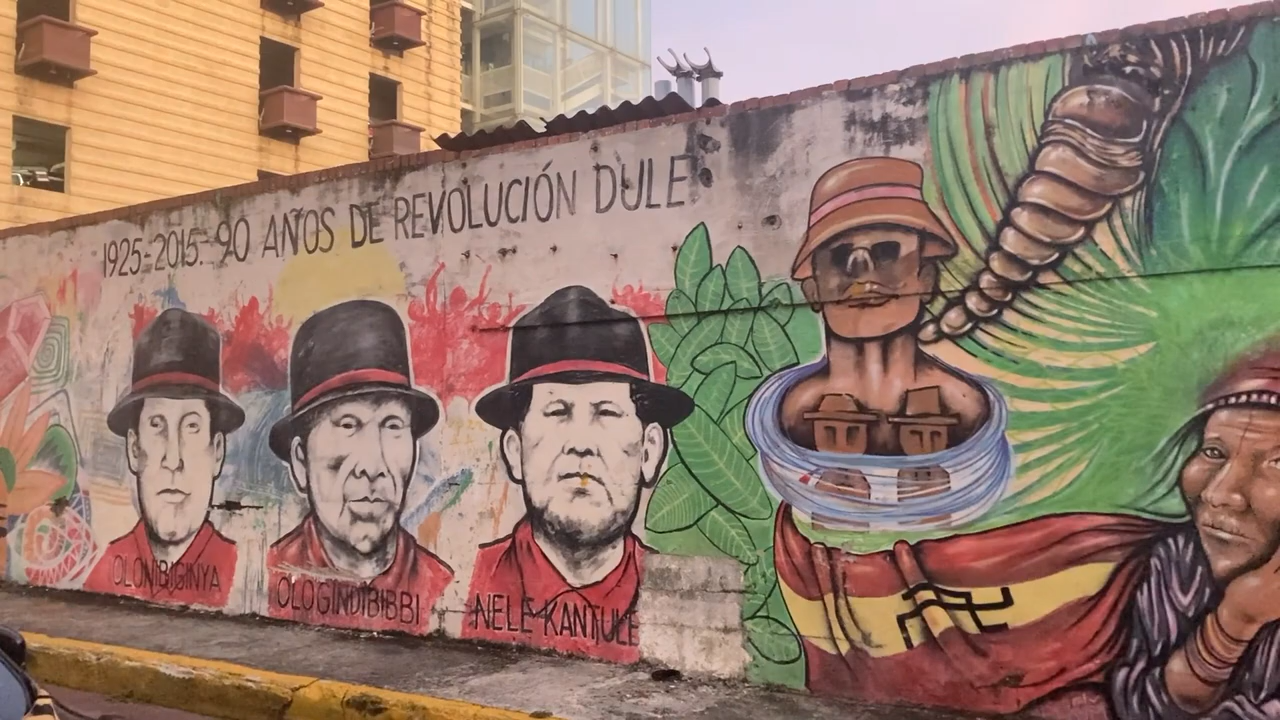 1925-2015: 90 AÑOS DE REVOLUCIÓN DULE
OLONIBIGINYA
OLOGINDIBIBBI
NELE KANTULE